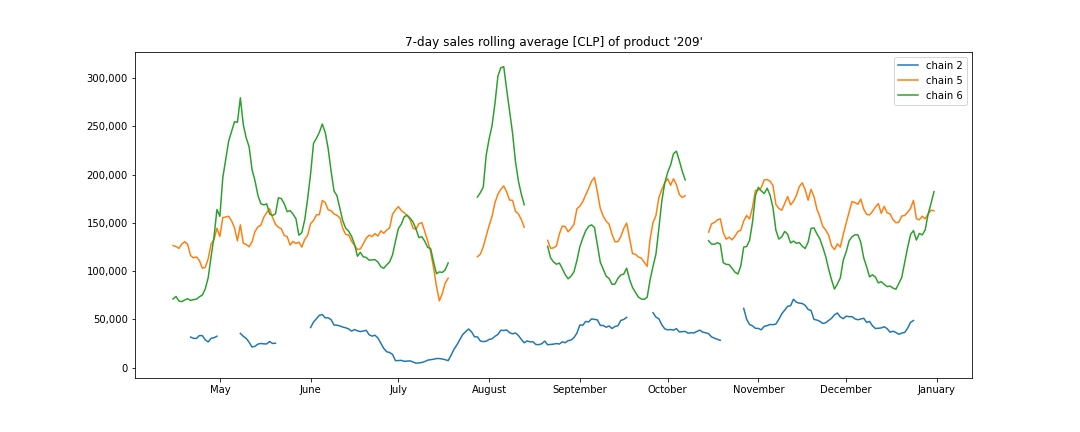 7-day sales rolling average [CLP] of product '209'
chain 2
chain 5
chain 6
300,000
250,000
200,000
150,000
100,000
50,000
0
May June July August September October November December January